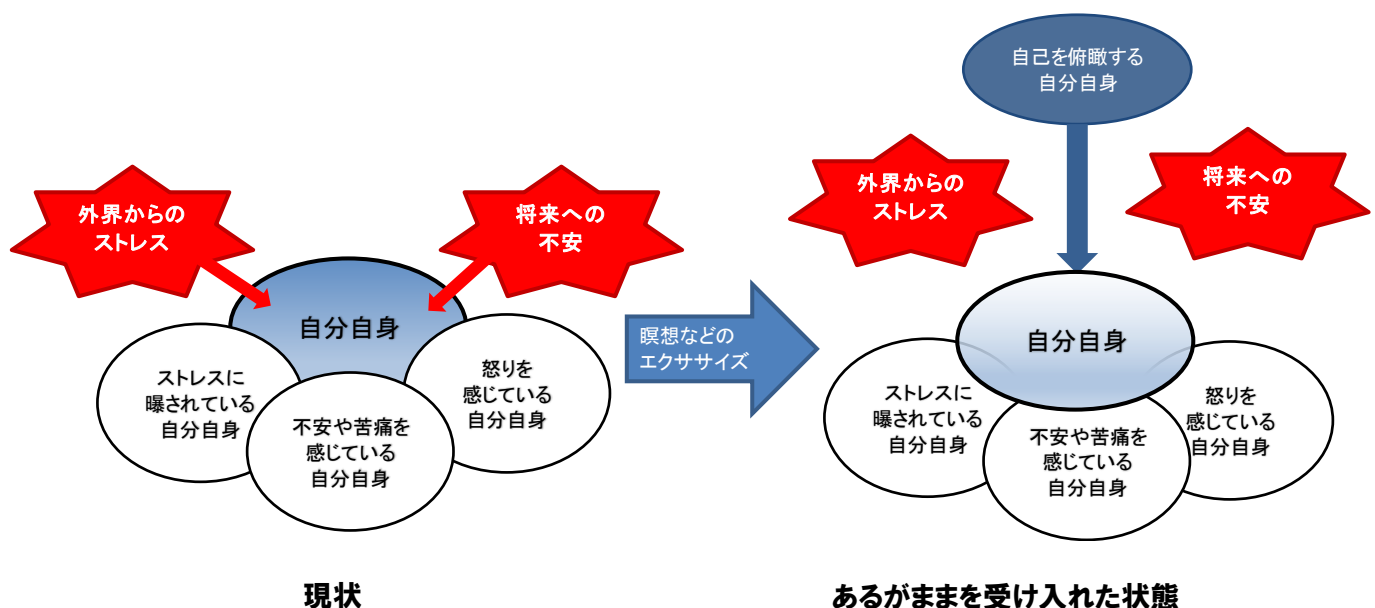 外界からの
ストレス
将来への
不安
自分自身
ストレスに
曝されている
自分自身
不安や苦痛を
感じている
自分自身
怒りを
感じている
自分自身
現状
瞑想などの
エクササイズ
自己を俯瞰する
自分自身
外界からの
ストレス
将来への
不安
自分自身
ストレスに
曝されている
自分自身
不安や苦痛を
感じている
自分自身
怒りを
感じている
自分自身
あるがままを受け入れた状態